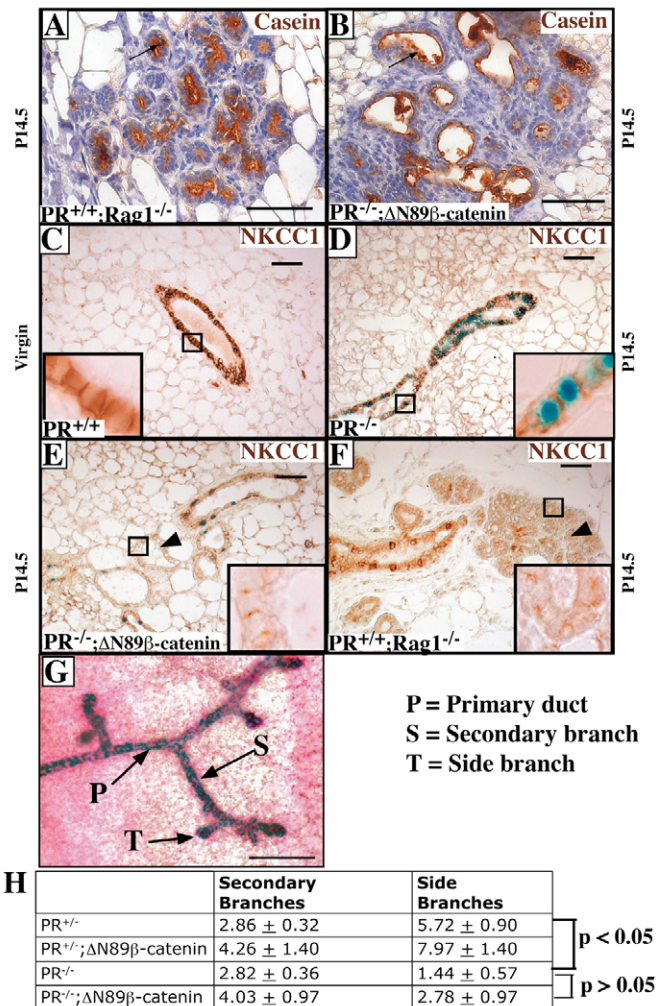 A
Casein
P14.5
PR+/+;Rag1-/-
B
Casein
P14.5
PR-/-;ΔN89β-catenin
C
NKCC1
Virgin
PR+/+
D
NKCC1
P14.5
PR-/-
E
NKCC1
P14.5
PR-/-;ΔN89β-catenin
F
NKCC1
P14.5
PR+/+;Rag1-/-
G
P
S
T
P = Primary duct
S = Secondary branch
T = Side branch
H
Secondary Branches
Side Branches
PR+/- 2.86 ± 0.32 5.72 ± 0.90
PR+/-;ΔN89β-catenin 4.26 ± 1.40 7.97 ± 1.40
PR-/- 2.82 ± 0.36 1.44 ± 0.57
PR-/-;ΔN89β-catenin 4.03 ± 0.97 2.78 ± 0.97
p < 0.05
p > 0.05